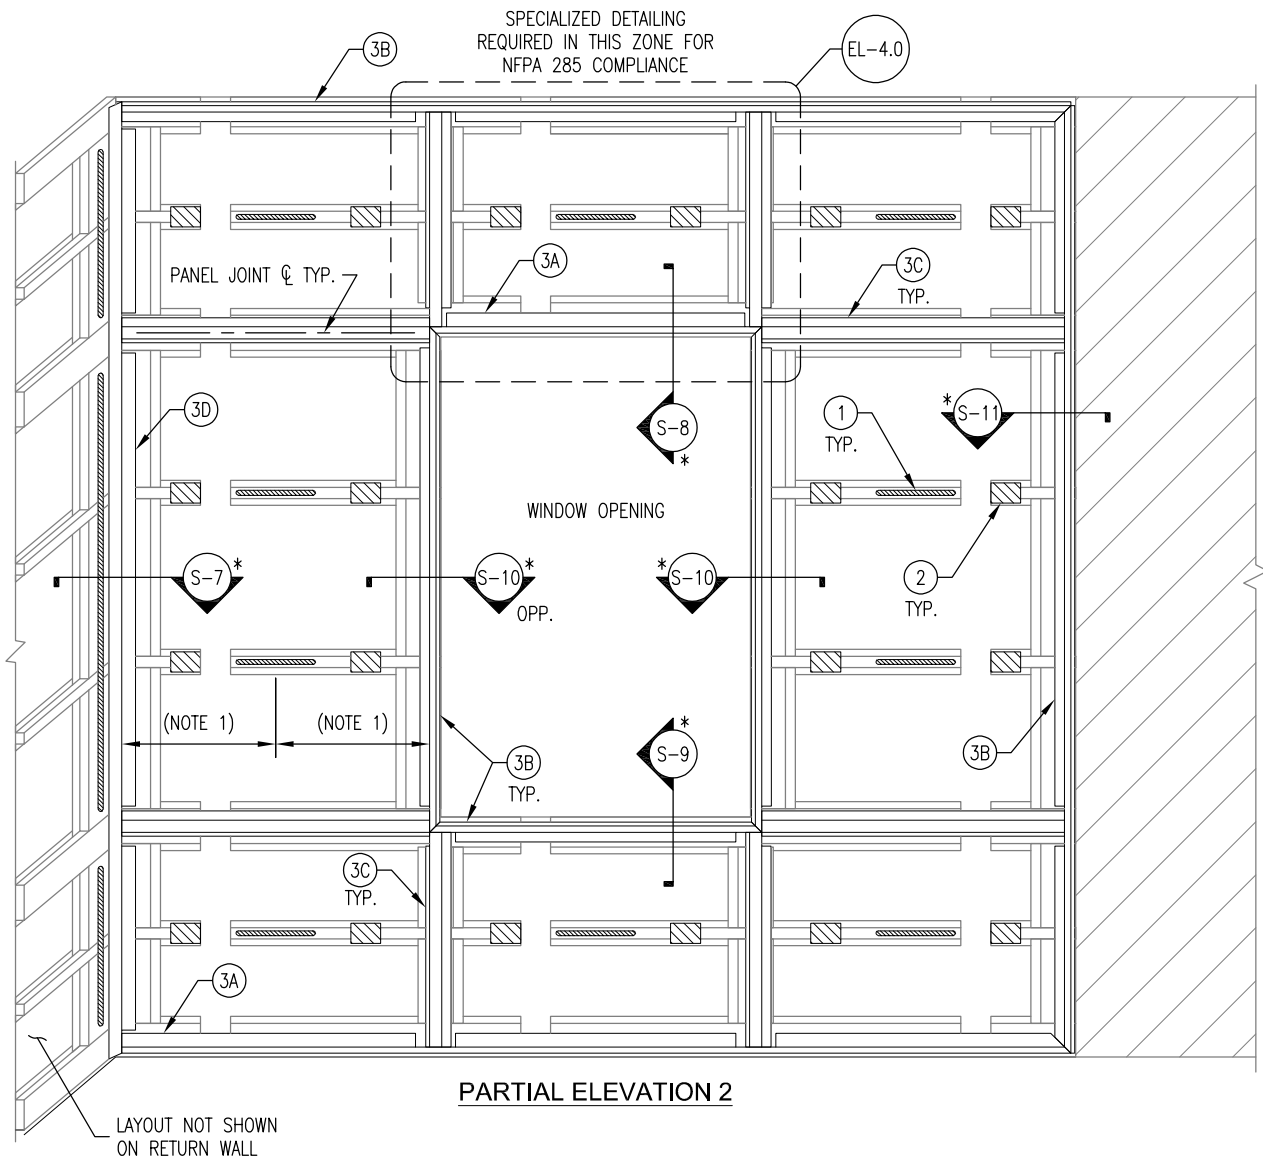 SPECIALIZED DETAILING
REQUIRED IN THIS ZONE FOR
NFPA 285 COMPLIANCE
3B
EL-4.0
3A
3C
TYP.
PANEL JOINT ℄ TYP.
3D
S-8
*
1
TYP.
*
S-11
WINDOW OPENING
S-7
*
S-10
*
OPP.
*
S-10
2
TYP.
(NOTE 1)
(NOTE 1)
3B
TYP.
S-9
*
3B
3C
TYP.
3A
PARTIAL ELEVATION 2
LAYOUT NOT SHOWN
ON RETURN WALL